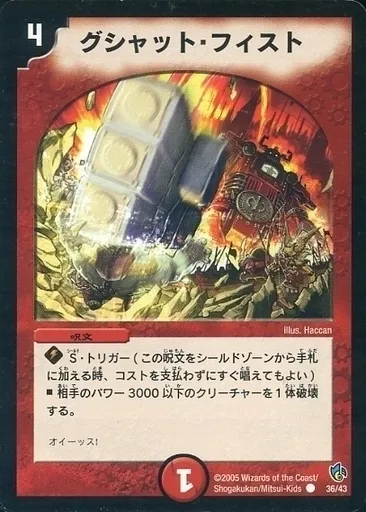 4
グシャット・フィスト
illus. Haccan
呪文
S・トリガー(この呪文をシールドゾーンから手札
に加える時、コストを支払わずにすぐ唱えてもよい)
■相手のパワー3000以下のクリーチャーを1体破壊
する。
オイーッス!
1
©2005 Wizards of the Coast/
Shogakukan/Mitsui-Kids
36/43